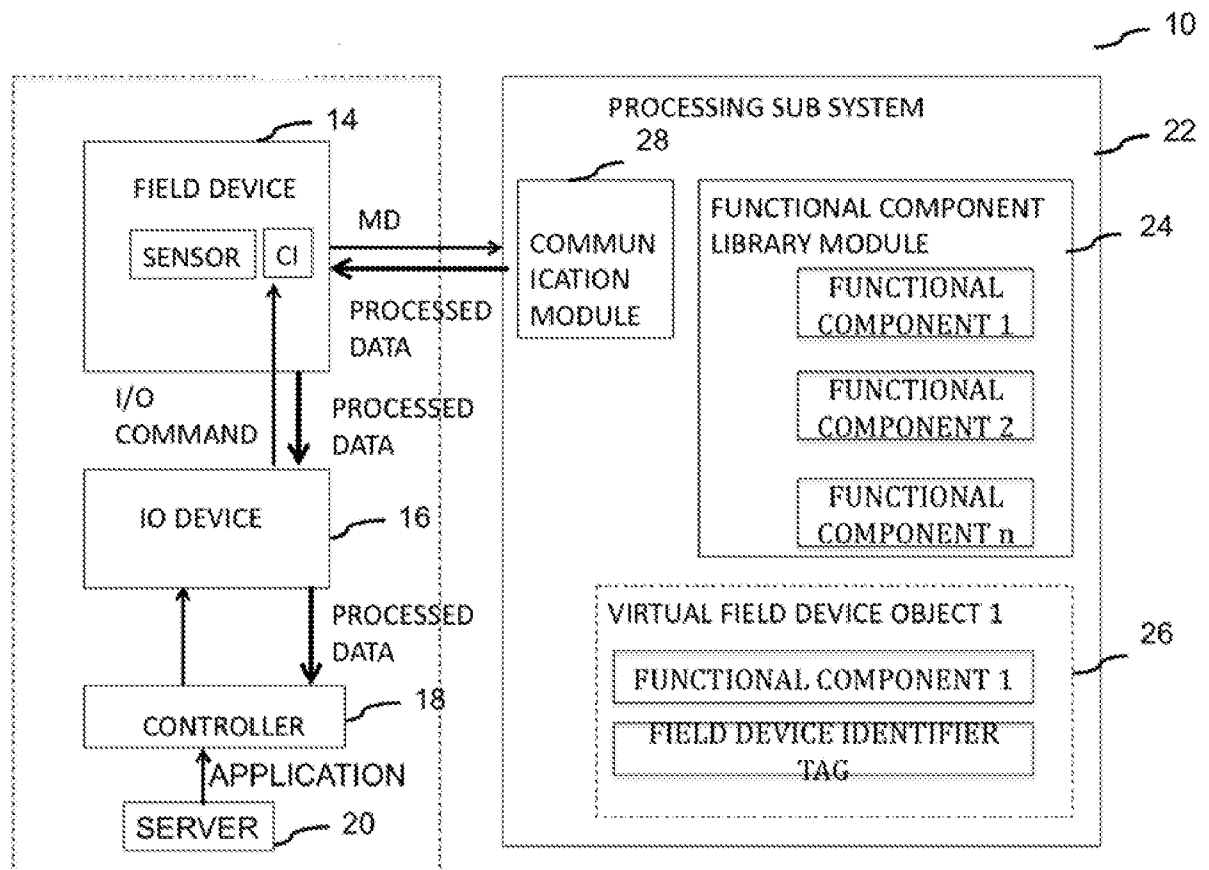 10
PROCESSING SUB SYSTEM
22
14
FIELD DEVICE
SENSOR
CI
MD
PROCESSED
DATA
28
COMMUN
ICATION
MODULE
FUNCTIONAL COMPONENT
LIBRARY MODULE
24
FUNCTIONAL
COMPONENT 1
FUNCTIONAL
COMPONENT 2
FUNCTIONAL
COMPONENT n
I/O
COMMAND
PROCESSED
DATA
IO DEVICE
16
PROCESSED
DATA
VIRTUAL FIELD DEVICE OBJECT 1
26
FUNCTIONAL COMPONENT 1
FIELD DEVICE IDENTIFIER
TAG
CONTROLLER
18
APPLICATION
SERVER
20